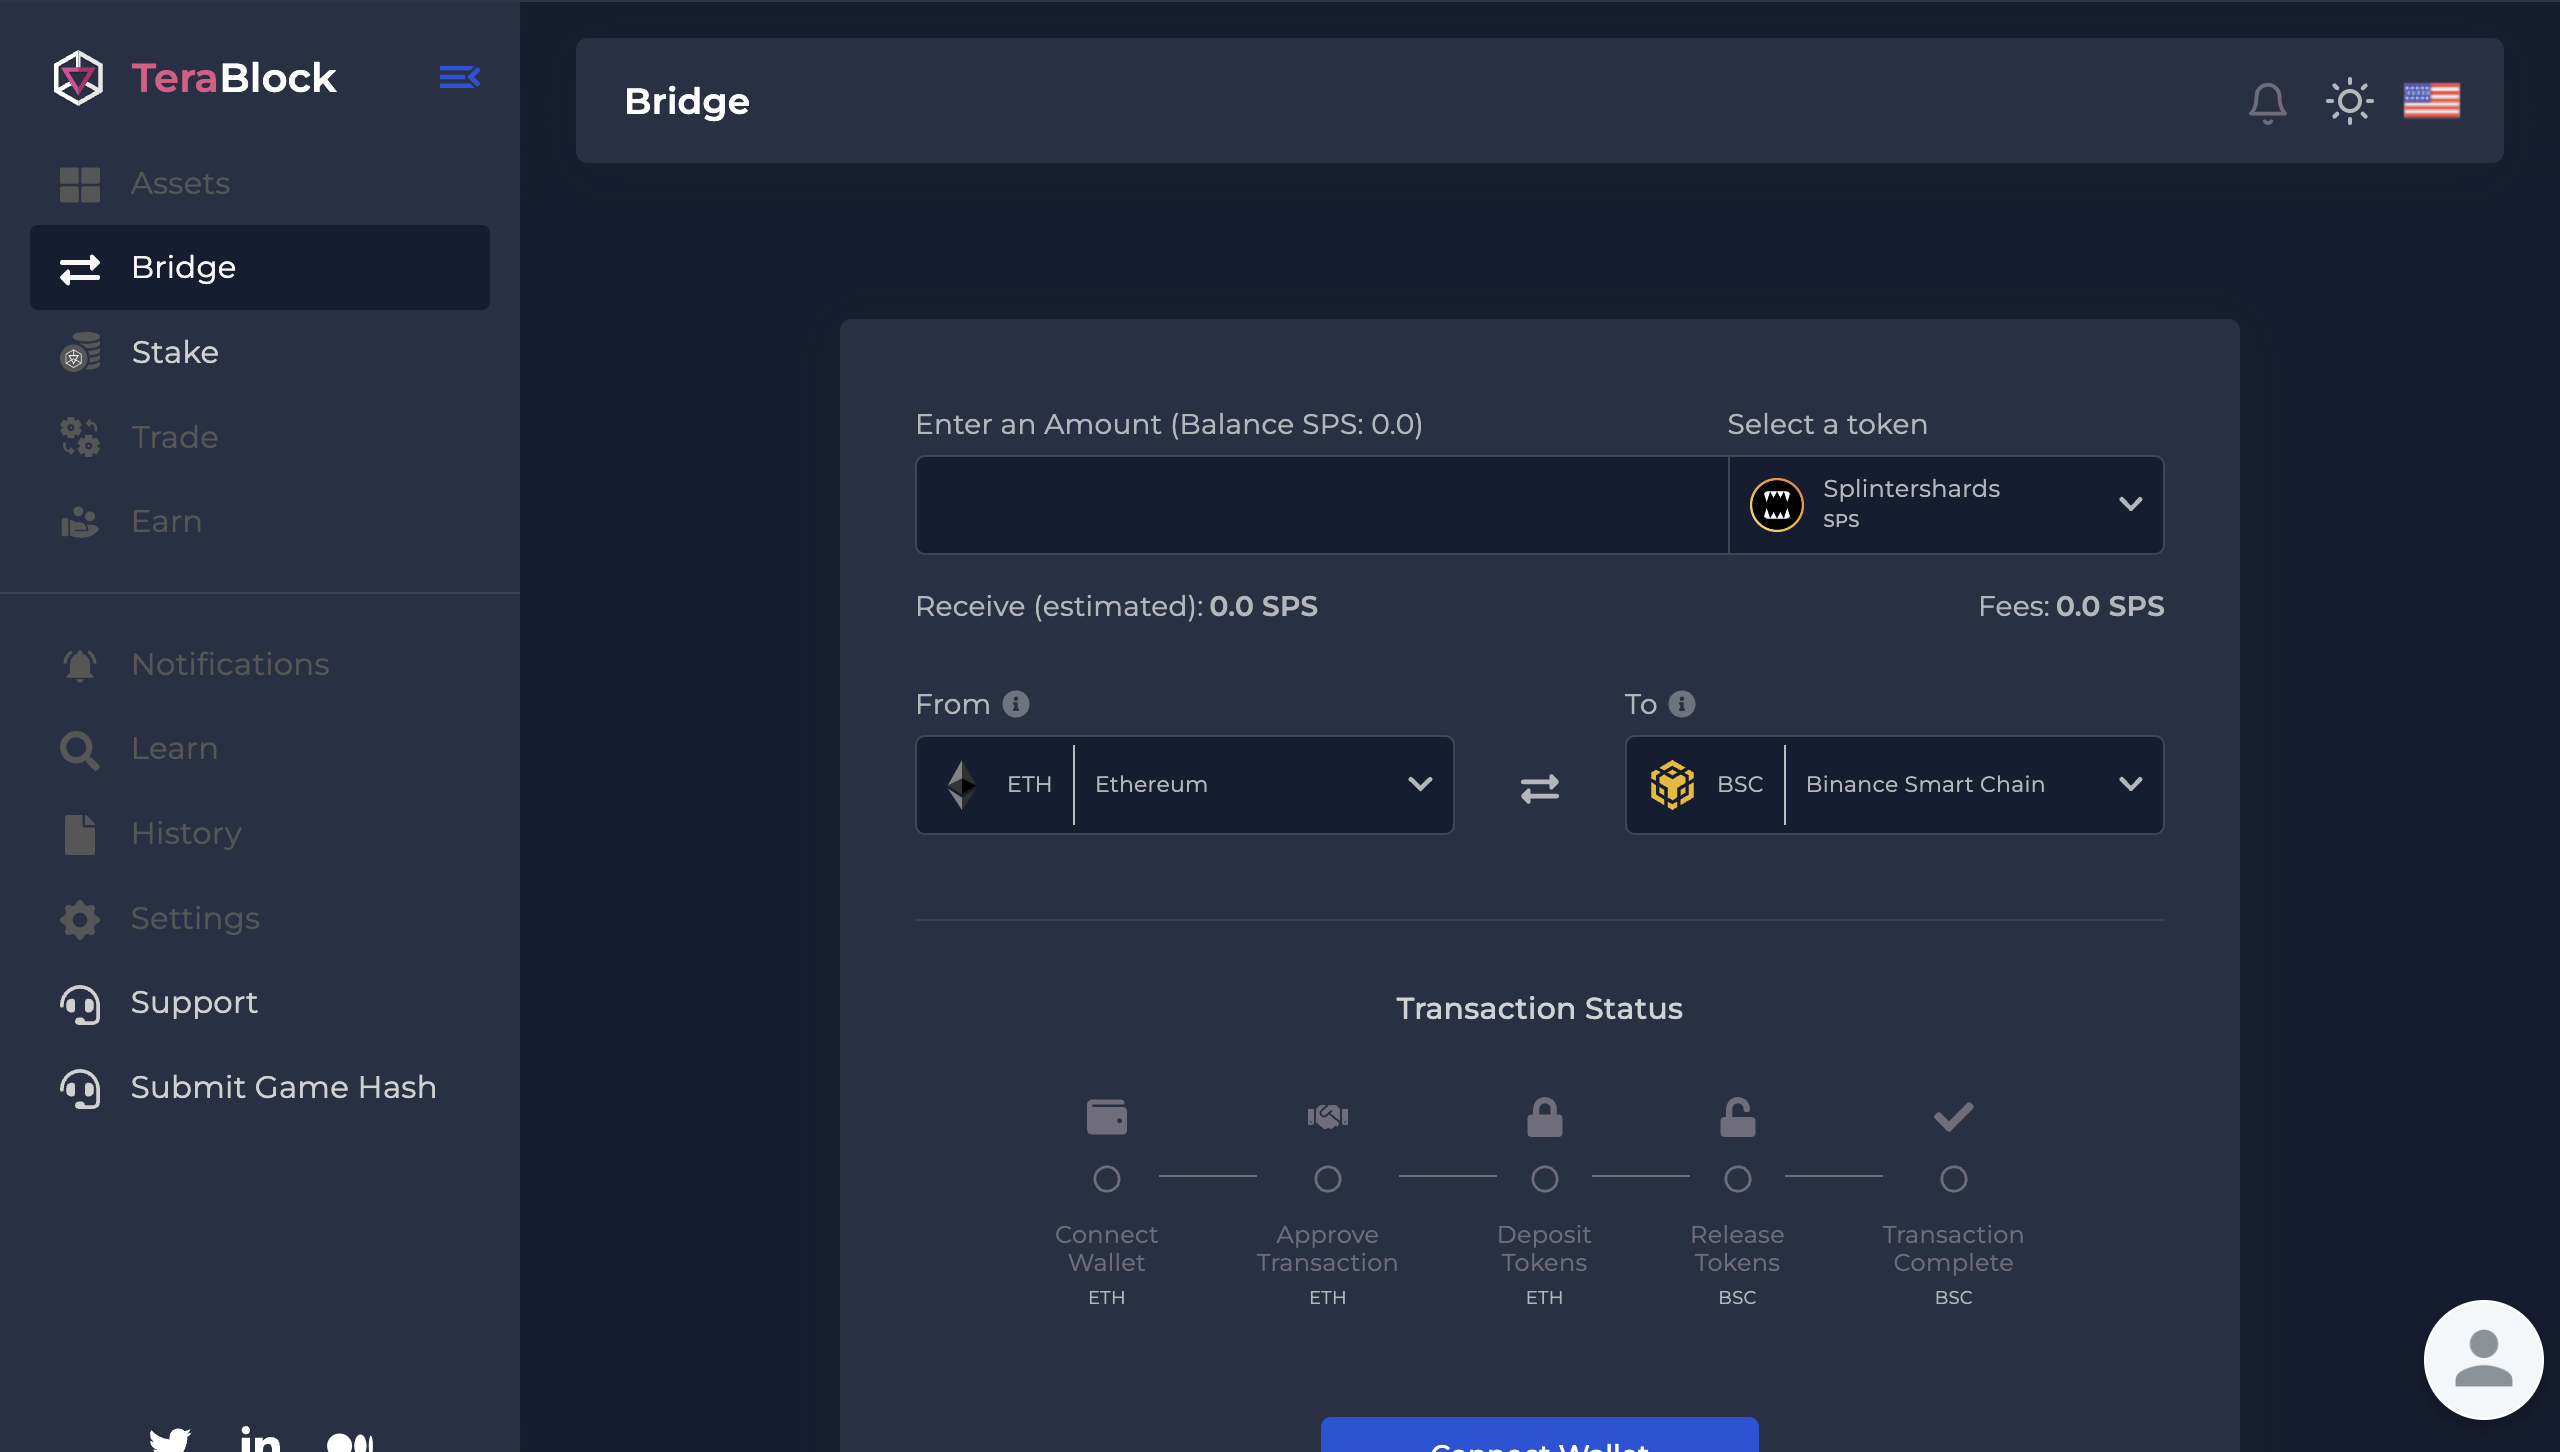 TeraBlock
Assets
Bridge
Stake
Trade
Earn
Notifications
Learn
History
Settings
Support
Submit Game Hash
in
Bridge
Enter an Amount (Balance SPS: 0.0)
Select a token
Splintershards
SPS
Receive (estimated): 0.0 SPS
Fees: 0.0 SPS
From
To
ETH
Ethereum
BSC
Binance Smart Chain
Transaction Status
Connect
Wallet
ETH
Approve
Transaction
ETH
Deposit
Tokens
ETH
Release
Tokens
BSC
Transaction
Complete
BSC
Connect Wallet